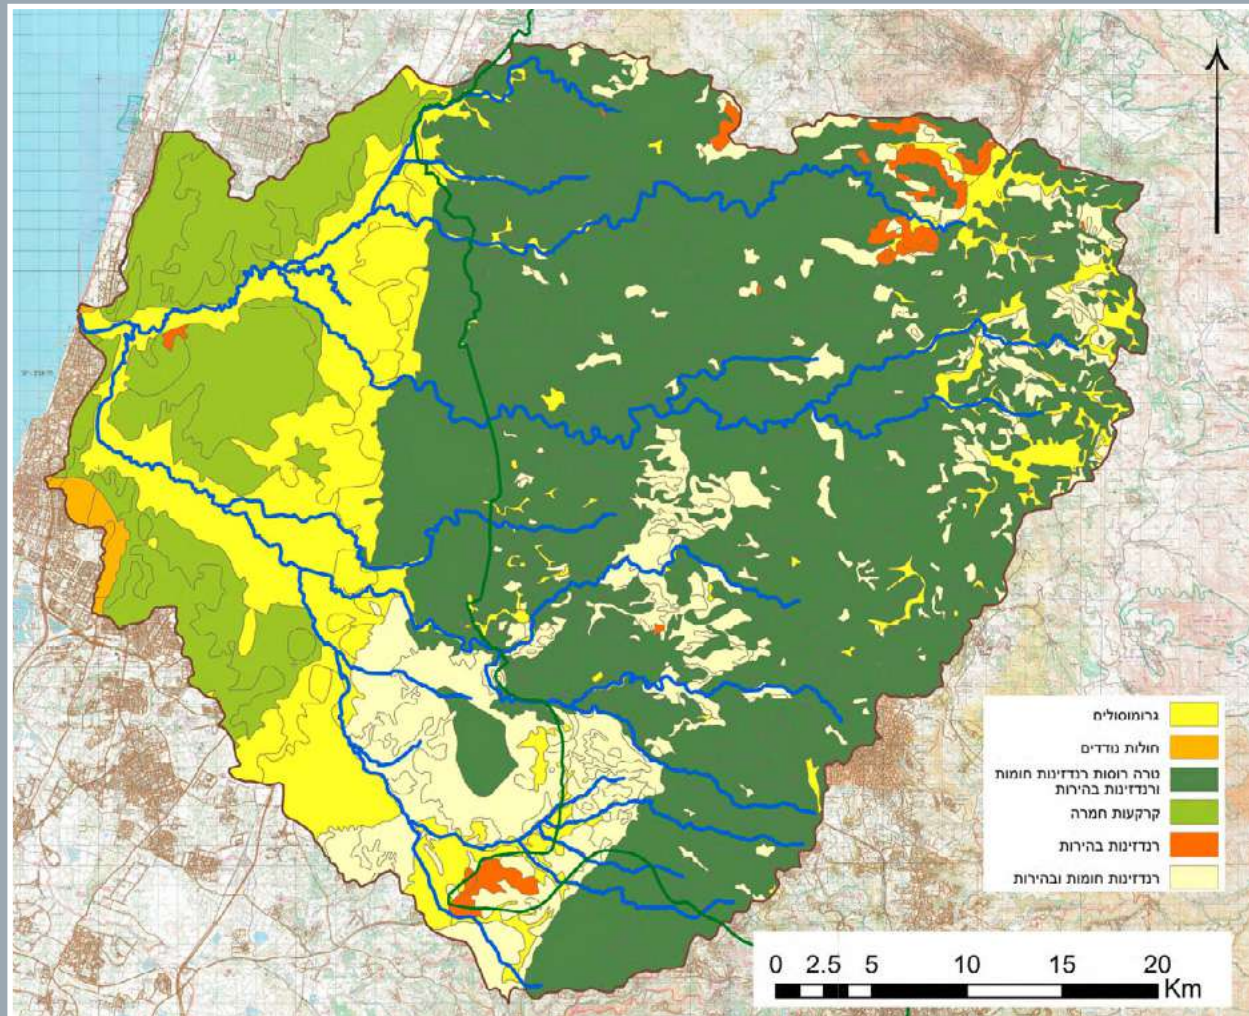 גרומוסולים
חולות נודדים
טרה רוסות רנדזינות חומות
ורנדזינות בהירות
קרקעות חמרה
רנדזינות בהירות
רנדזינות חומות ובהירות
0 2.5 5 10 15 20
Km